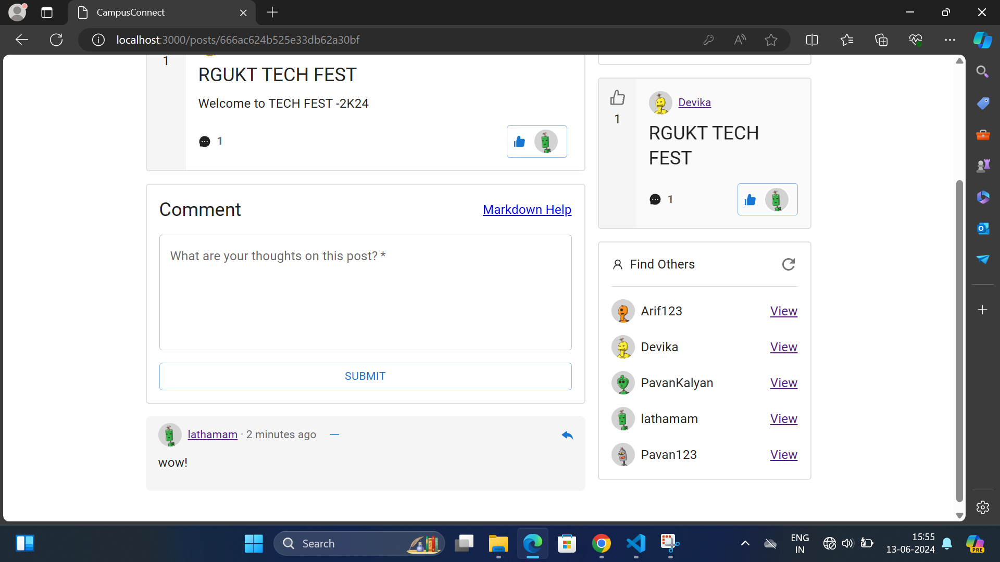 CampusConnect
localhost:3000/posts/666ac624b525e33db62a30bf
1
RGUKT TECH FEST
Welcome to TECH FEST -2K24
1
Comment
Markdown Help
What are your thoughts on this post? *
SUBMIT
lathamam · 2 minutes ago —
wow!
1
Devika
RGUKT TECH
FEST
1
Find Others
Arif123 View
Devika View
PavanKalyan View
lathamam View
Pavan123 View
Search
ENG
IN
15:55
13-06-2024
PRE